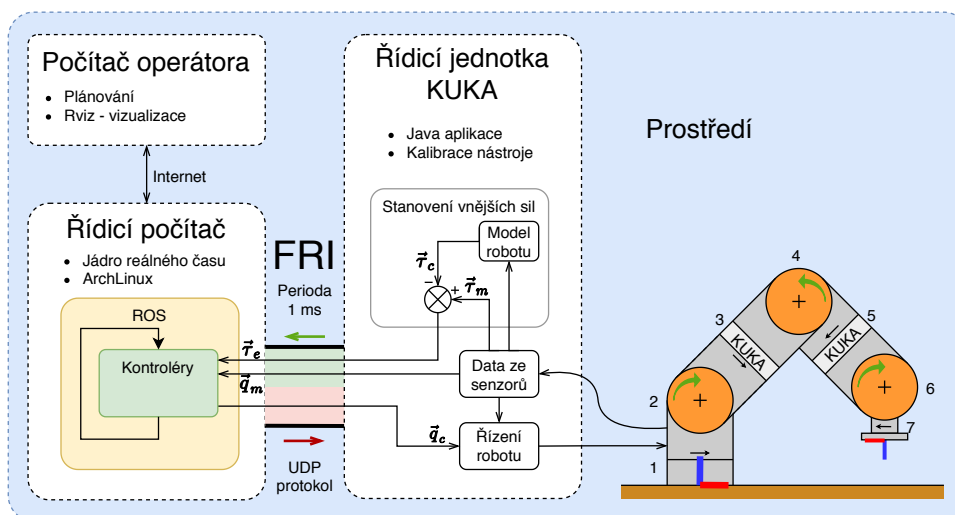 Počítač operátora
• Plánování
• Rviz - vizualizace
Internet
Řídicí počítač
• Jádro reálného času
• ArchLinux
ROS
Kontroléry
FRI
Perioda
1 ms
τ⃗e
q⃗m
q⃗c
UDP
protokol
Řídicí jednotka
KUKA
• Java aplikace
• Kalibrace nástroje
Stanovení vnějších sil
Model
robotu
τ⃗c
− + τ⃗m
Data ze
senzorů
Řízení
robotu
Prostředí
1
2
3
4
5
6
7
KUKA
KUKA